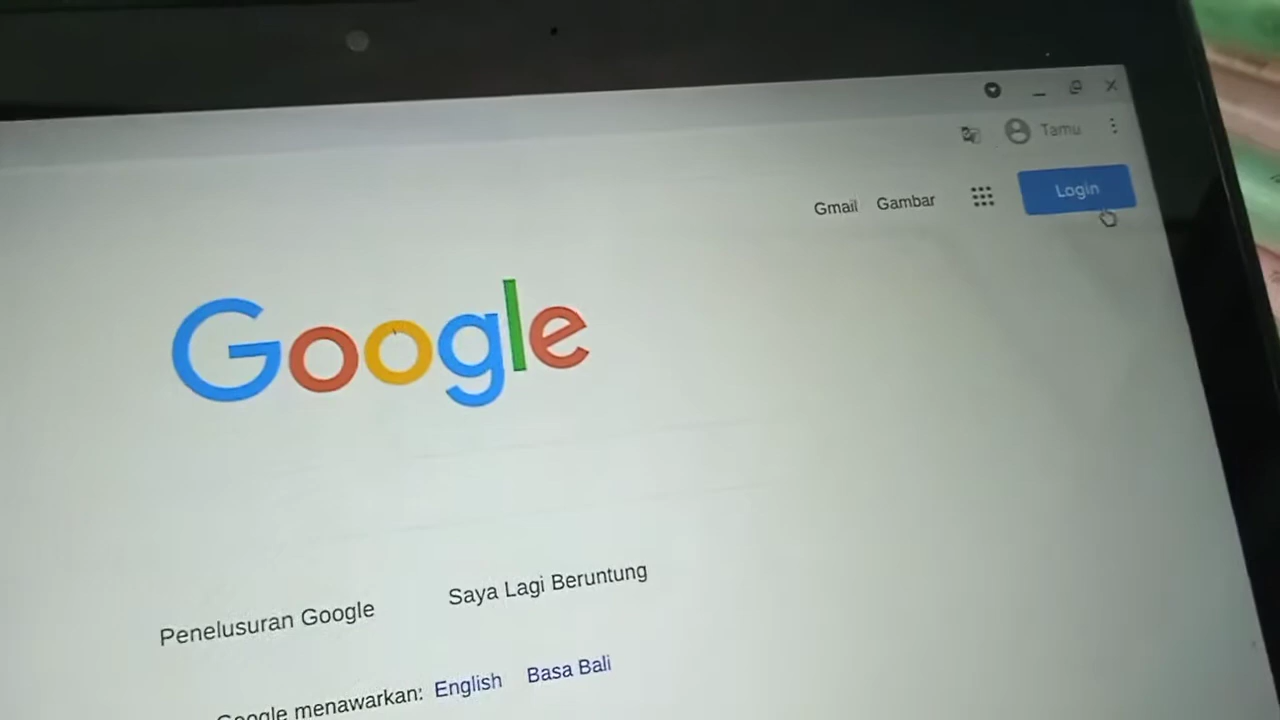 Tamu
Gmail Gambar Login
Google
Penelusuran Google Saya Lagi Beruntung
Google menawarkan: English Basa Bali